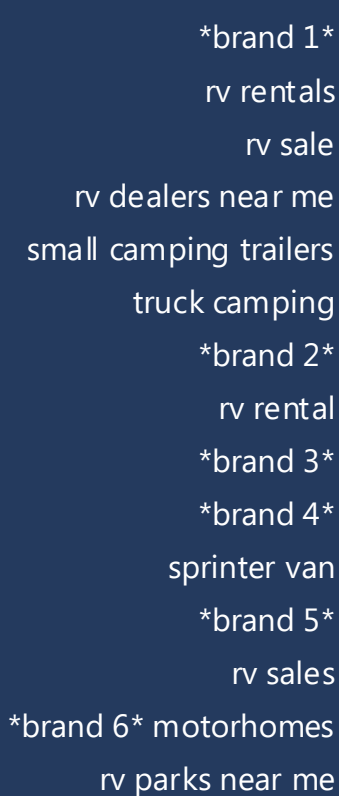 *brand 1*
rv rentals
rv sale
rv dealers near me
small camping trailers
truck camping
*brand 2*
rv rental
*brand 3*
*brand 4*
sprinter van
*brand 5*
rv sales
*brand 6* motorhomes
rv parks near me